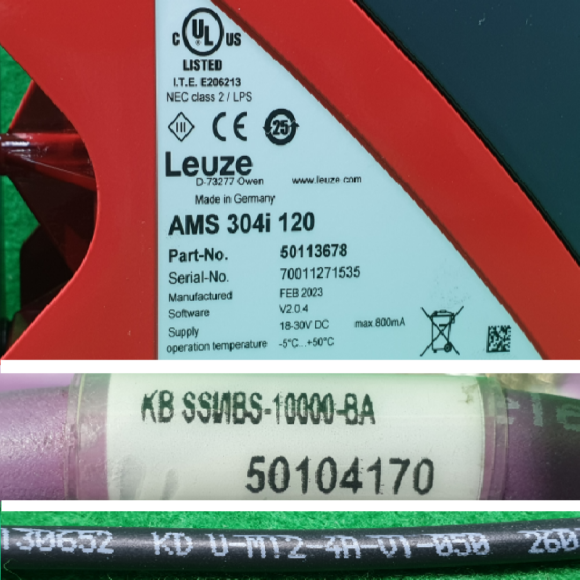 C UL US
LISTED
I.T.E. E206213
NEC class 2 / LPS
III CE 25
Leuze
D-73277 Owen www.leuze.com
Made in Germany
AMS 304i 120
Part-No. 50113678
Serial-No. 70011271535
Manufactured FEB 2023
Software V2.0.4
Supply 18-30V DC max.800mA
operation temperature -5°C...+50°C
KB SSI/IBS-10000-BA
50104170
130652 KD U-M12-4A-V1-050 260